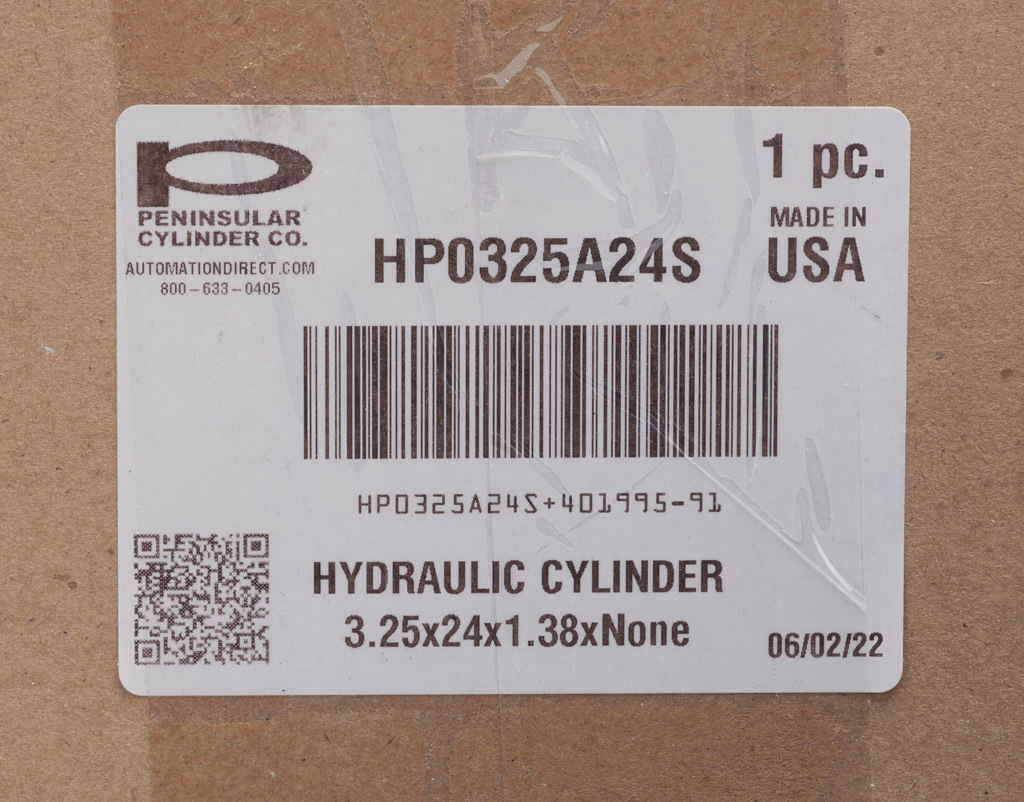 PENINSULAR
CYLINDER CO.
AUTOMATIONDIRECT.COM
800-633-0405
1 pc.
MADE IN
USA
HP0325A24S
HP0325A24S+401995-91
HYDRAULIC CYLINDER
3.25x24x1.38xNone
06/02/22